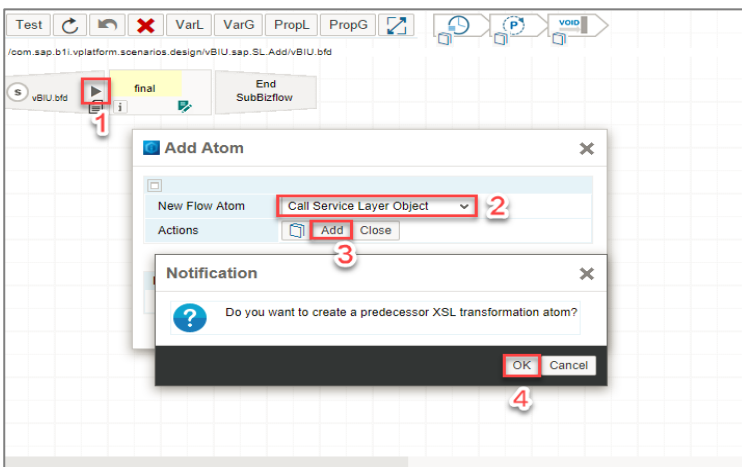 Test VarL VarG PropL PropG
P VOID
/com.sap.b1i.vplatform.scenarios.design/vBIU.sap.SL.Add/vBIU.bfd
S vBIU.bfd final End
i SubBizflow
1
Add Atom
New Flow Atom Call Service Layer Object 2
Actions Add Close
3
Notification
Do you want to create a predecessor XSL transformation atom?
?
OK Cancel
4